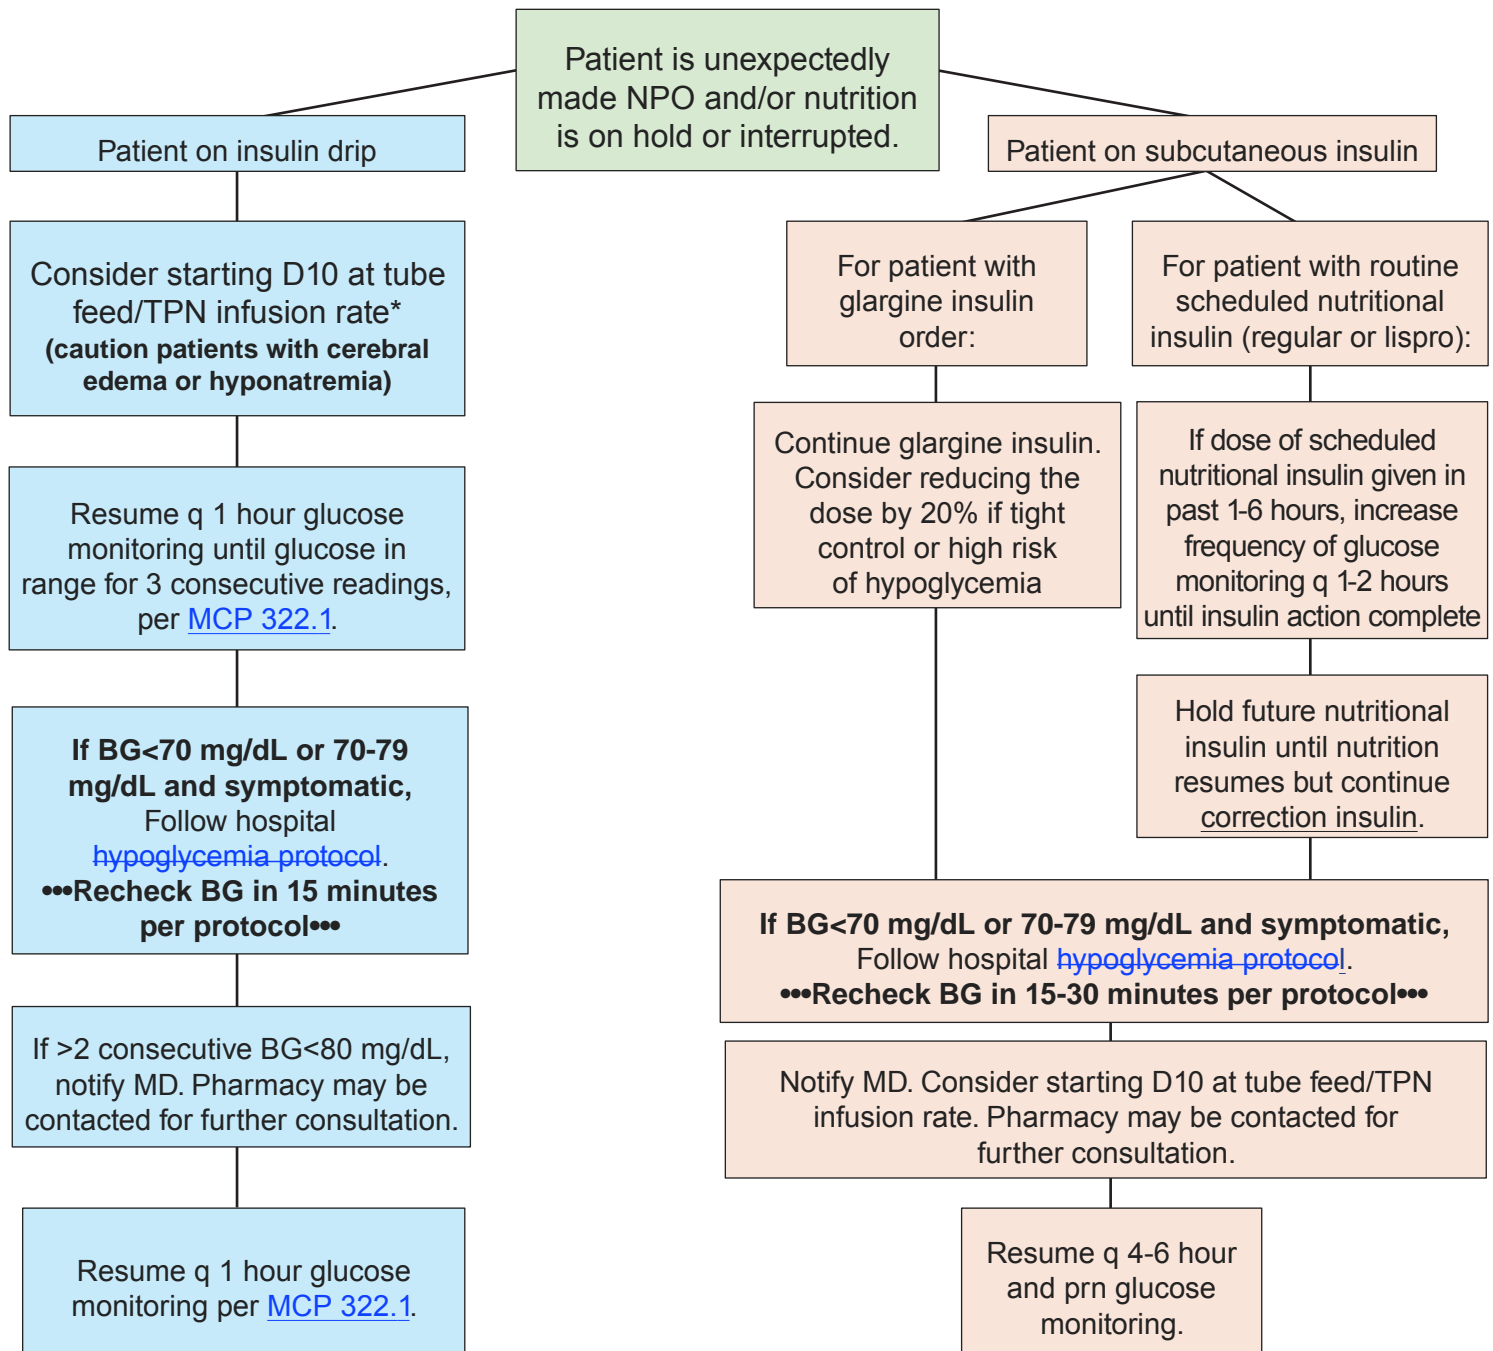 Patient is unexpectedly
made NPO and/or nutrition
is on hold or interrupted.
Patient on insulin drip
Consider starting D10 at tube
feed/TPN infusion rate*
(caution patients with cerebral
edema or hyponatremia)
Resume q 1 hour glucose
monitoring until glucose in
range for 3 consecutive readings,
per MCP 322.1.
If BG<70 mg/dL or 70-79
mg/dL and symptomatic,
Follow hospital
hypoglycemia protocol.
•••Recheck BG in 15 minutes
per protocol•••
If >2 consecutive BG<80 mg/dL,
notify MD. Pharmacy may be
contacted for further consultation.
Resume q 1 hour glucose
monitoring per MCP 322.1.
Patient on subcutaneous insulin
For patient with
glargine insulin
order:
Continue glargine insulin.
Consider reducing the
dose by 20% if tight
control or high risk
of hypoglycemia
For patient with routine
scheduled nutritional
insulin (regular or lispro):
If dose of scheduled
nutritional insulin given in
past 1-6 hours, increase
frequency of glucose
monitoring q 1-2 hours
until insulin action complete
Hold future nutritional
insulin until nutrition
resumes but continue
correction insulin.
If BG<70 mg/dL or 70-79 mg/dL and symptomatic,
Follow hospital hypoglycemia protocol.
•••Recheck BG in 15-30 minutes per protocol•••
Notify MD. Consider starting D10 at tube feed/TPN
infusion rate. Pharmacy may be contacted for
further consultation.
Resume q 4-6 hour
and prn glucose
monitoring.